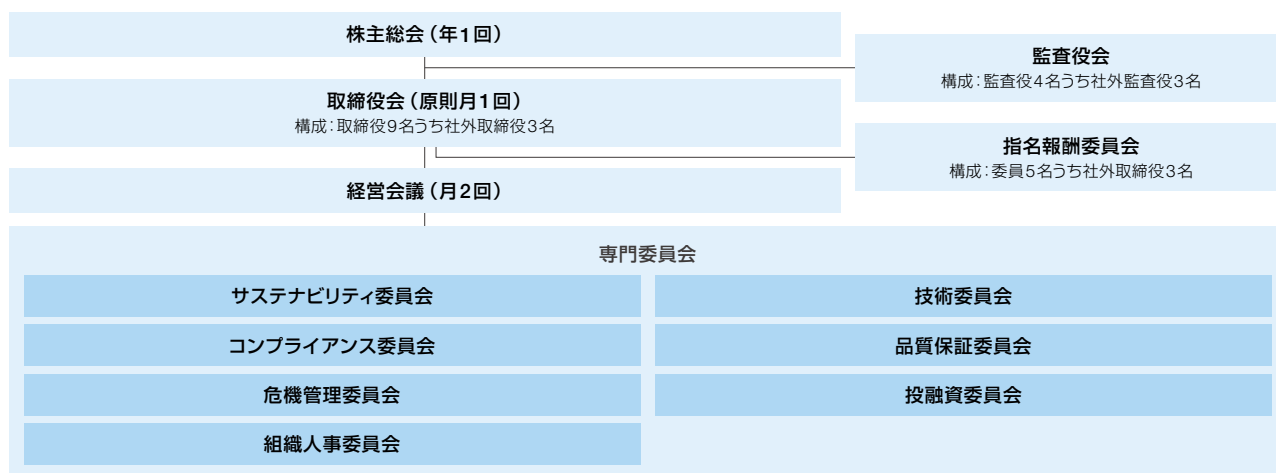 株主総会（年1回）
監査役会
構成：監査役4名うち社外監査役3名
取締役会（原則月1回）
構成：取締役9名うち社外取締役3名
指名報酬委員会
構成：委員5名うち社外取締役3名
経営会議（月2回）
専門委員会
サステナビリティ委員会
技術委員会
コンプライアンス委員会
品質保証委員会
危機管理委員会
投融資委員会
組織人事委員会